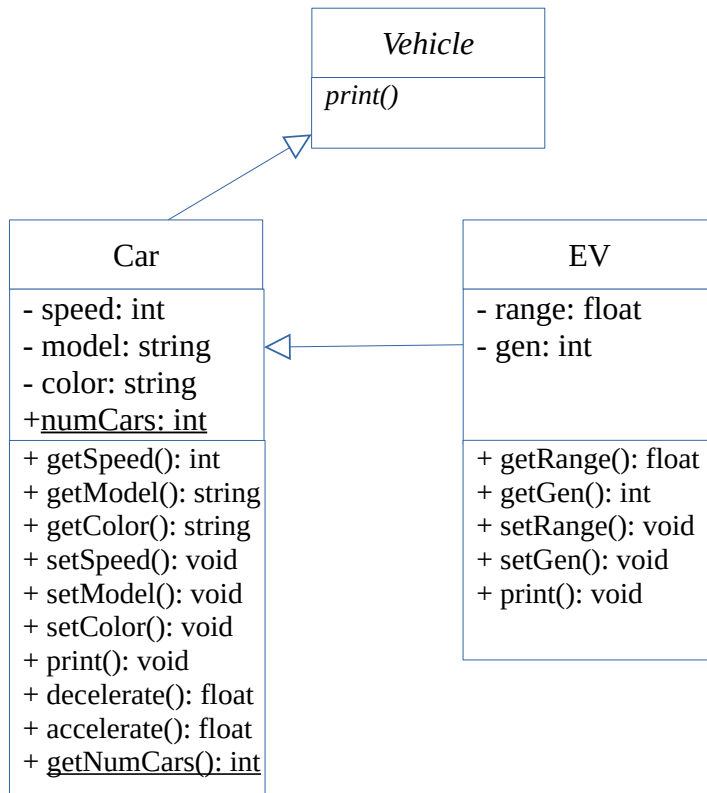 Vehicle
print()
Car
- speed: int
- model: string
- color: string
+numCars: int
+ getSpeed(): int
+ getModel(): string
+ getColor(): string
+ setSpeed(): void
+ setModel(): void
+ setColor(): void
+ print(): void
+ decelerate(): float
+ accelerate(): float
+ getNumCars(): int
EV
- range: float
- gen: int
+ getRange(): float
+ getGen(): int
+ setRange(): void
+ setGen(): void
+ print(): void